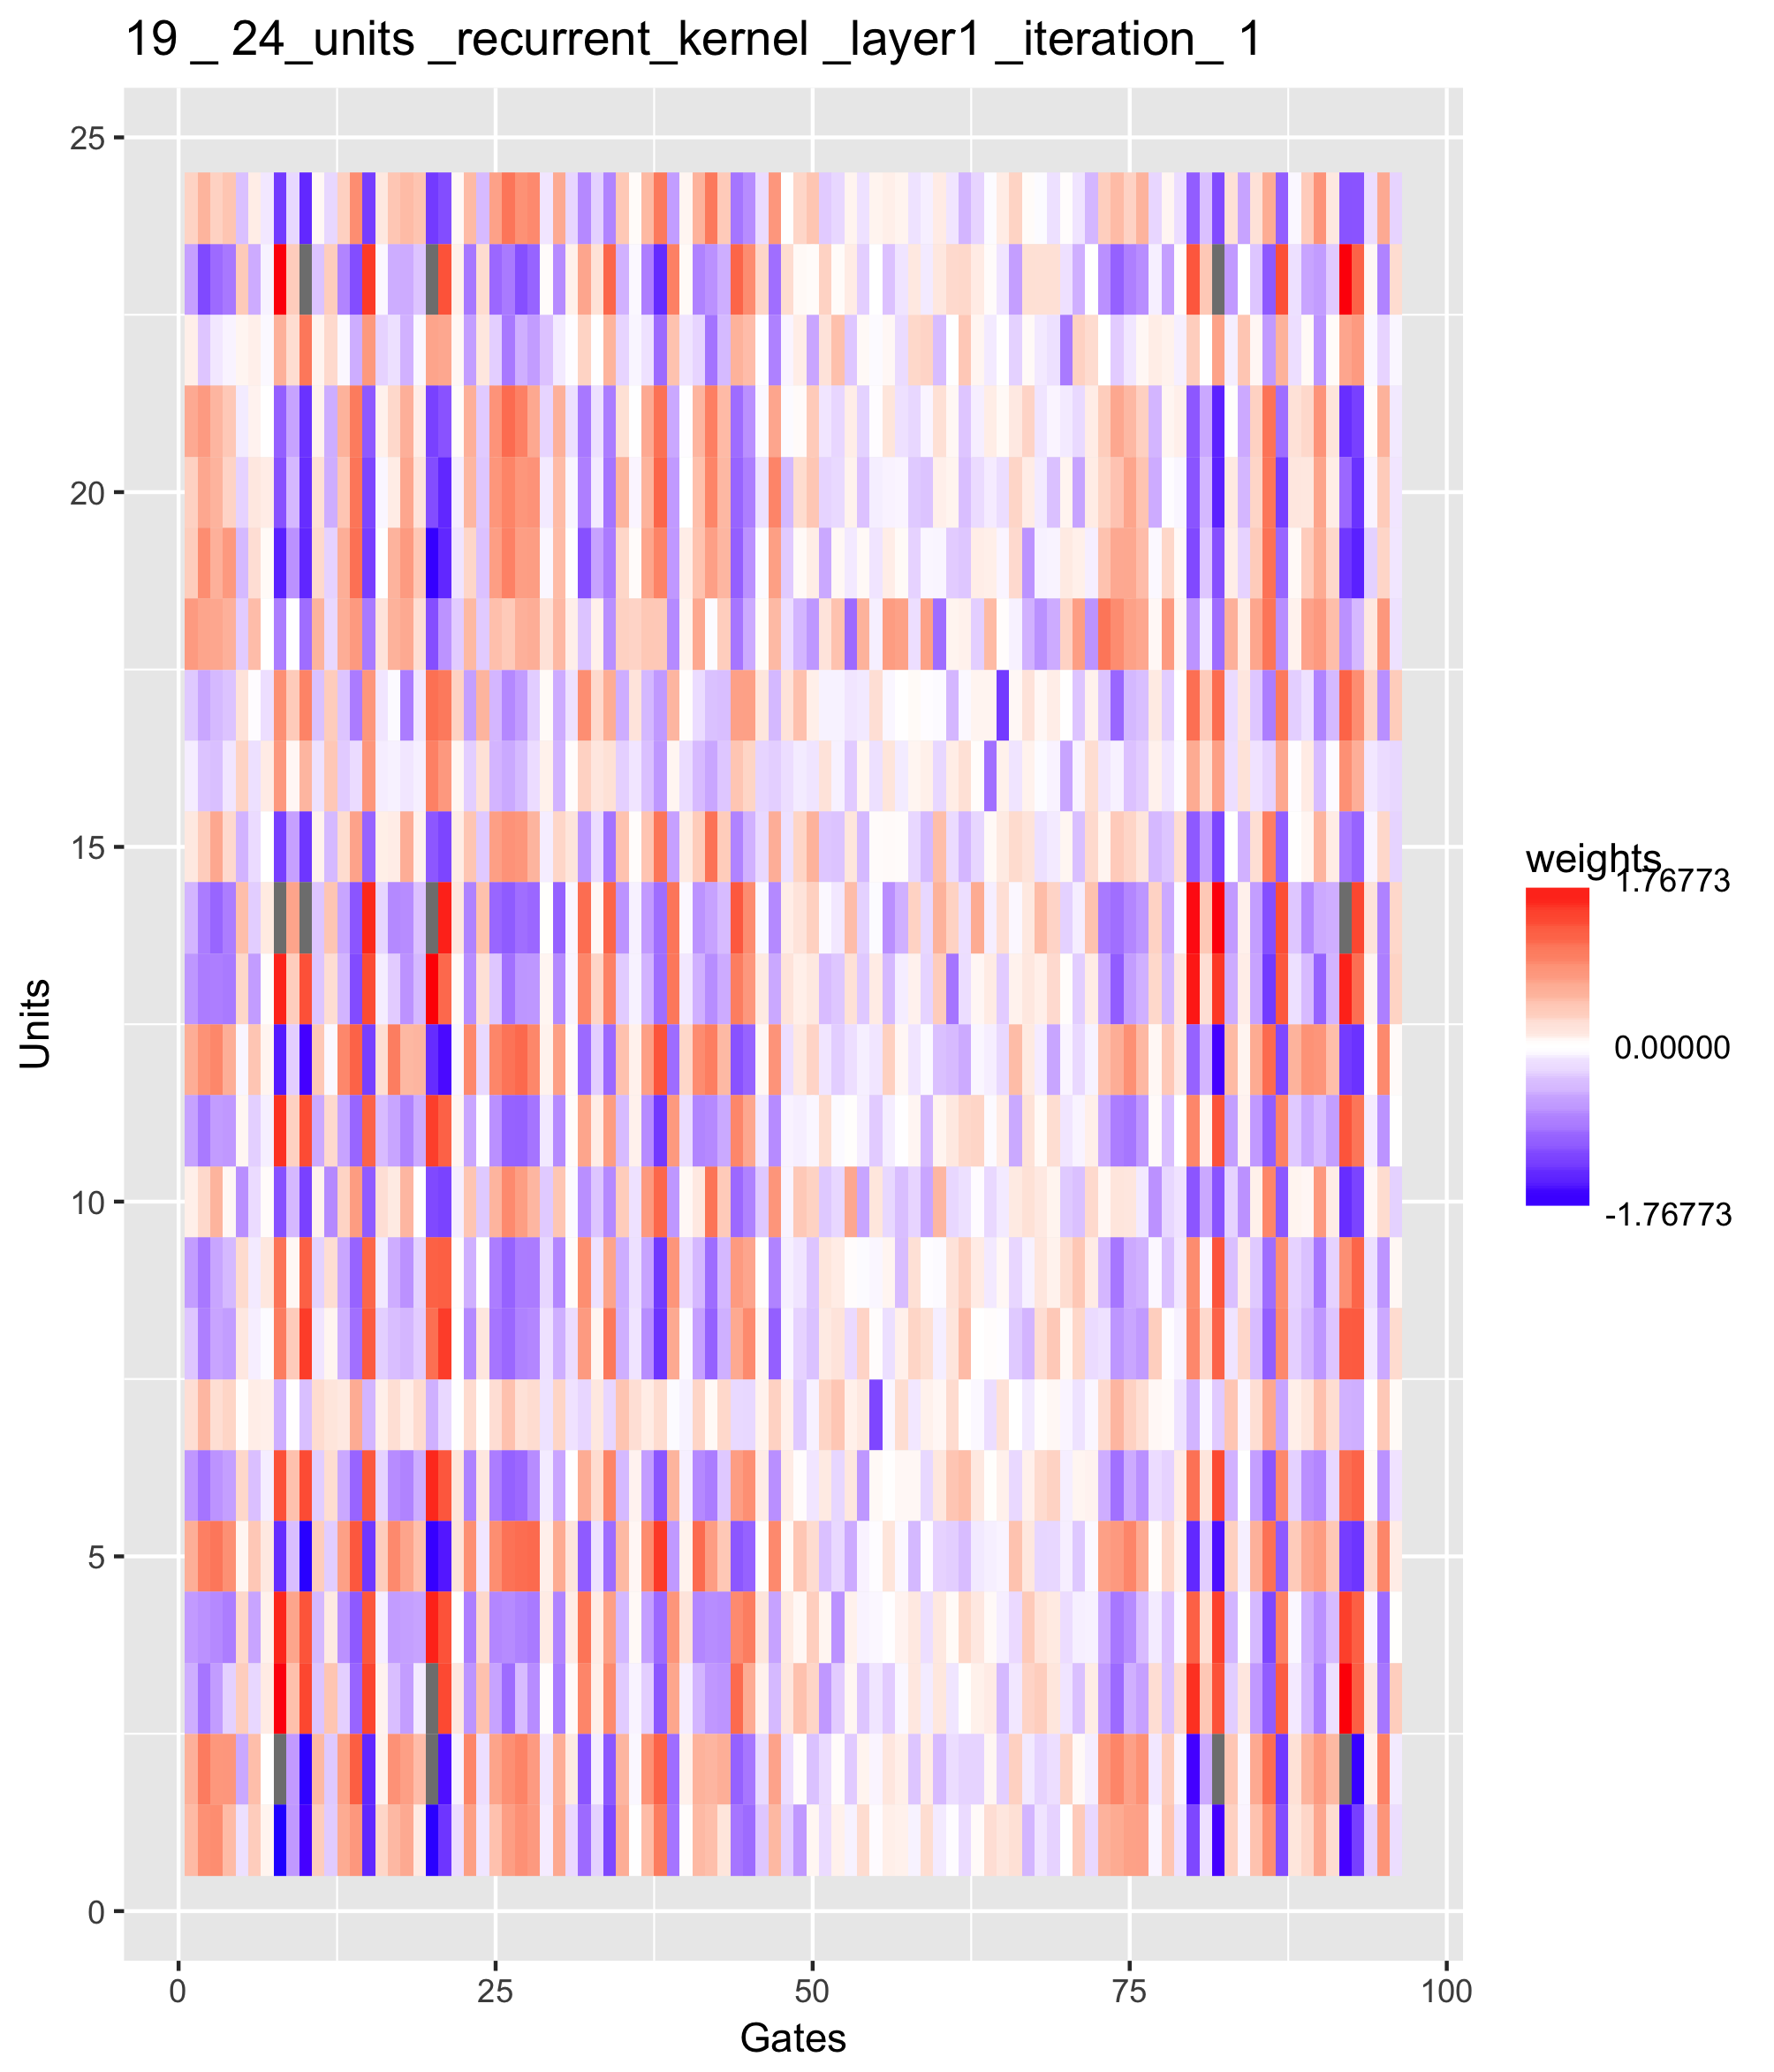 19 _ 24_units _recurrent_kernel _layer1 _iteration_ 1
25
20
15
10
5
0
Units
0 25 50 75 100
Gates
weights
1.76773
0.00000
-1.76773